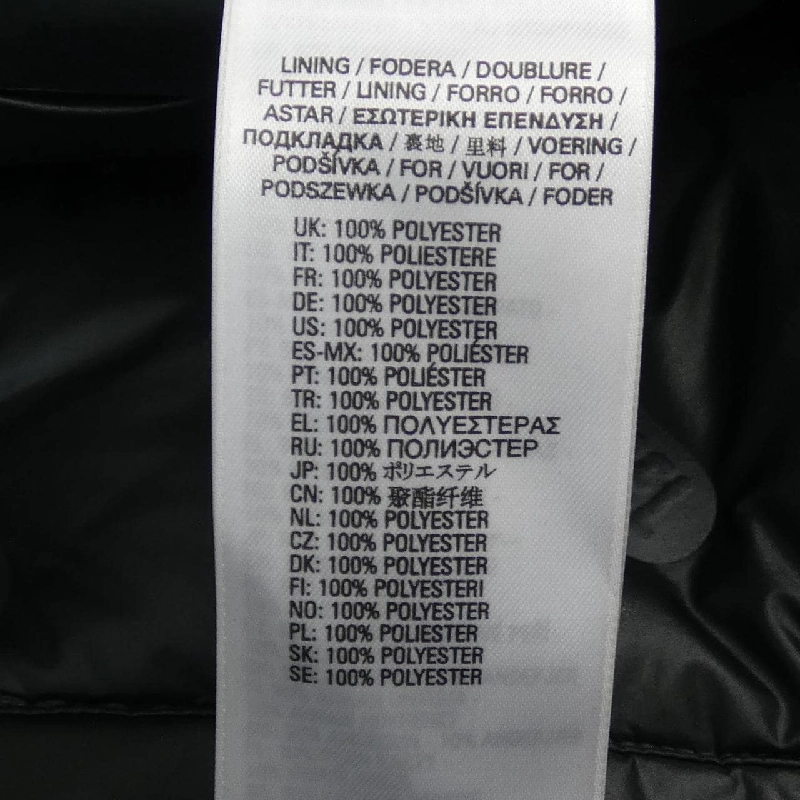 LINING / FODERA / DOUBLURE /
FUTTER / LINING / FORRO / FORRO /
ASTAR / ΕΣΩΤΕΡΙΚΗ ΕΠΕΝΔΥΣΗ /
ПОДКЛАДКА / 裏地 / 里料 / VOERING /
PODŠÍVKA / FOR / VUORI / FOR /
PODSZEWKA / PODŠÍVKA / FODER
UK: 100% POLYESTER
IT: 100% POLIESTERE
FR: 100% POLYESTER
DE: 100% POLYESTER
US: 100% POLYESTER
ES-MX: 100% POLIÉSTER
PT: 100% POLIÉSTER
TR: 100% POLYESTER
EL: 100% ΠΟΛΥΕΣΤΕΡΑΣ
RU: 100% ПОЛИЭСТЕР
JP: 100% ポリエステル
CN: 100% 聚酯纤维
NL: 100% POLYESTER
CZ: 100% POLYESTER
DK: 100% POLYESTER
FI: 100% POLYESTERI
NO: 100% POLYESTER
PL: 100% POLIESTER
SK: 100% POLYESTER
SE: 100% POLYESTER